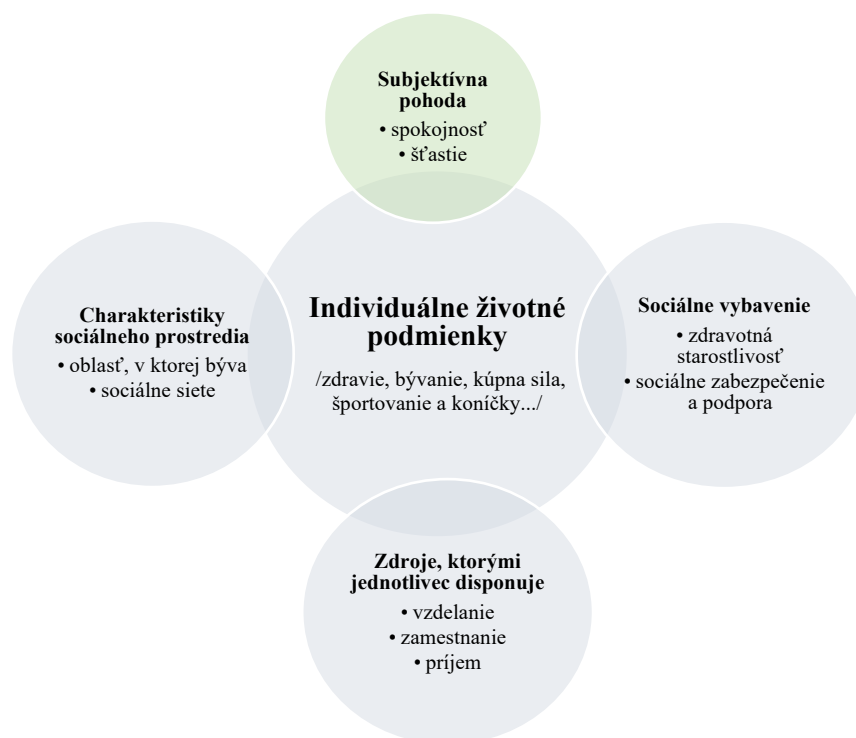 Subjektívna
pohoda
• spokojnosť
• šťastie
Charakteristiky
sociálneho prostredia
• oblasť, v ktorej býva
• sociálne siete
Individuálne životné
podmienky
/zdravie, bývanie, kúpna sila,
športovanie a koníčky.../
Sociálne vybavenie
• zdravotná
starostlivosť
• sociálne zabezpečenie
a podpora
Zdroje, ktorými
jednotlivec disponuje
• vzdelanie
• zamestnanie
• príjem